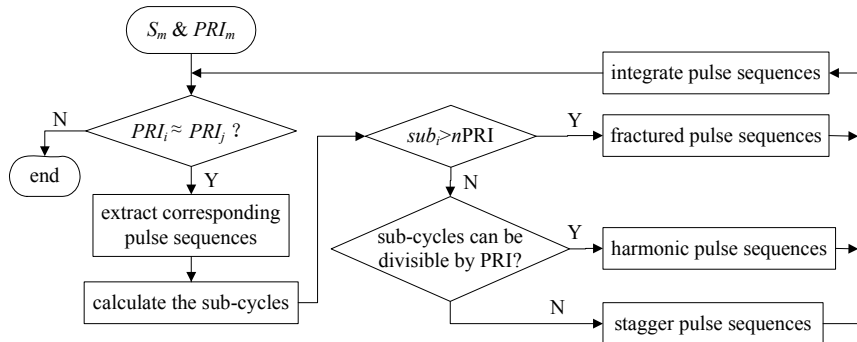 S_m & PRI_m
integrate pulse sequences
N
PRI_i ≈ PRI_j ?
sub_i>nPRI
Y
fractured pulse sequences
end
Y
N
extract corresponding
pulse sequences
sub-cycles can be
divisible by PRI?
Y
harmonic pulse sequences
calculate the sub-cycles
N
stagger pulse sequences